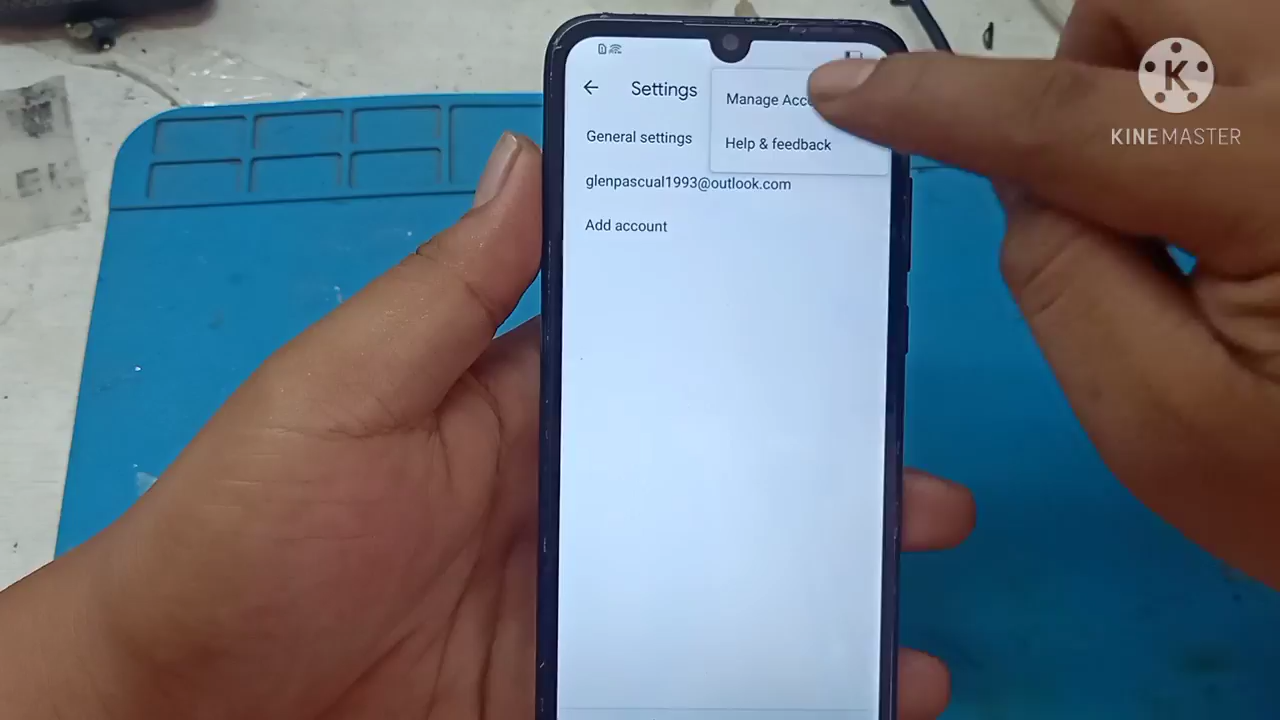 Settings
Manage Acc
Help & feedback
General settings
glenpascual1993@outlook.com
Add account
K
KINEMASTER